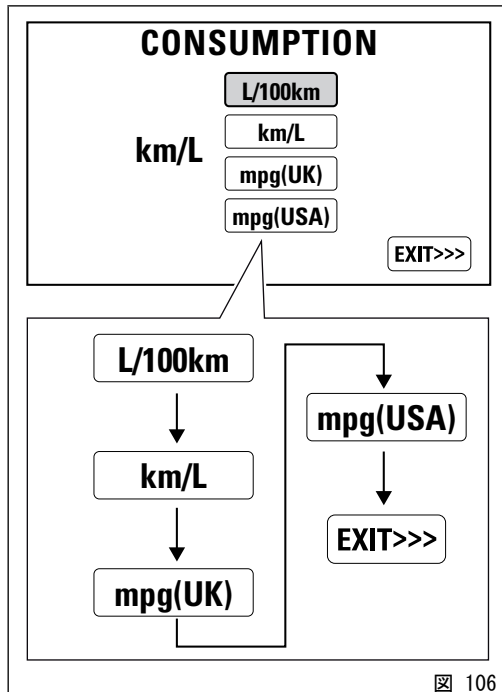 CONSUMPTION
L/100km
km/L
km/L
mpg(UK)
mpg(USA)
EXIT>>>
L/100km
km/L
mpg(UK)
mpg(USA)
EXIT>>>
図 106